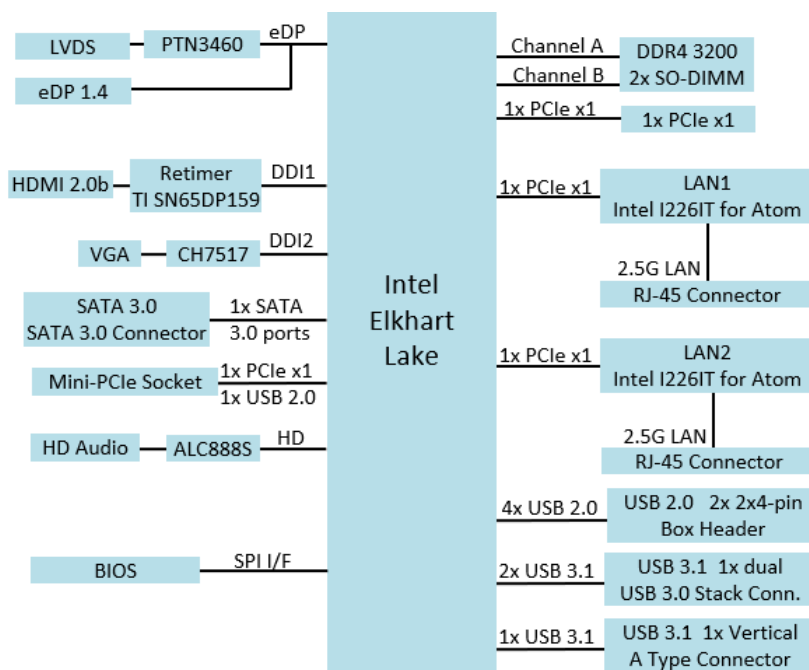 LVDS
PTN3460
eDP
eDP 1.4
HDMI 2.0b
Retimer
TI SN65DP159
DDI1
VGA
CH7517
DDI2
SATA 3.0
SATA 3.0 Connector
1x SATA
3.0 ports
Mini-PCIe Socket
1x PCIe x1
1x USB 2.0
HD Audio
ALC888S
HD
BIOS
SPI I/F
Intel
Elkhart
Lake
Channel A
Channel B
DDR4 3200
2x SO-DIMM
1x PCIe x1
1x PCIe x1
1x PCIe x1
LAN1
Intel I226IT for Atom
2.5G LAN
RJ-45 Connector
1x PCIe x1
LAN2
Intel I226IT for Atom
2.5G LAN
RJ-45 Connector
4x USB 2.0
USB 2.0 2x 2x4-pin
Box Header
2x USB 3.1
USB 3.1 1x dual
USB 3.0 Stack Conn.
1x USB 3.1
USB 3.1 1x Vertical
A Type Connector